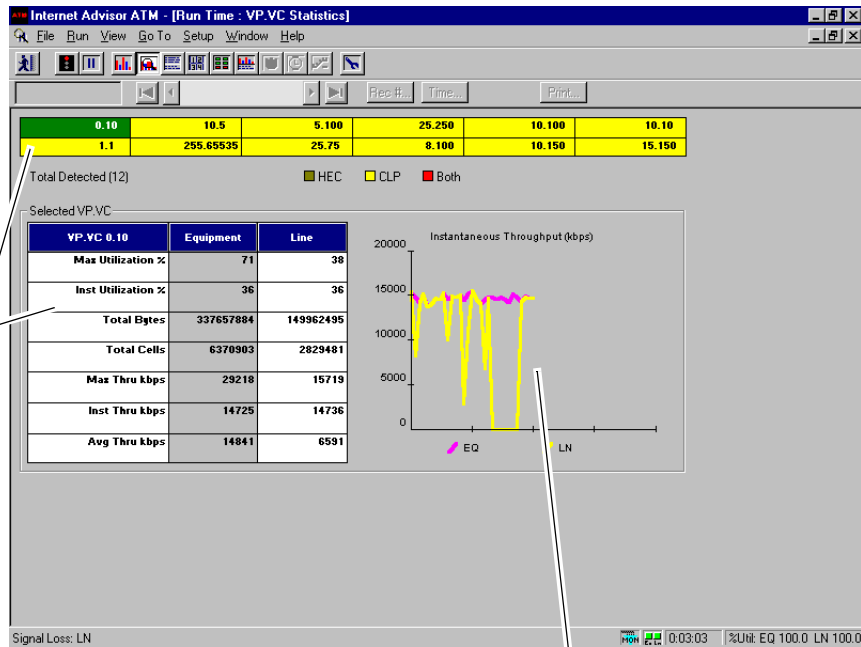 ATM Internet Advisor ATM - [Run Time : VP.VC Statistics]
File Run View Go To Setup Window Help
Rec #... Time... Print...
0.10 10.5 5.100 25.250 10.100 10.10
1.1 255.65535 25.75 8.100 10.150 15.150
Total Detected (12) HEC CLP Both
Selected VP.VC
VP.VC 0.10 Equipment Line
Max Utilization % 71 38
Inst Utilization % 36 36
Total Bytes 337657884 149962495
Total Cells 6370903 2829481
Max Thru kbps 29218 15719
Inst Thru kbps 14725 14736
Avg Thru kbps 14841 6591
Instantaneous Throughput (kbps)
20000
15000
10000
5000
0
EQ LN
Signal Loss: LN MON 0:03:03 %Util: EQ 100.0 LN 100.0